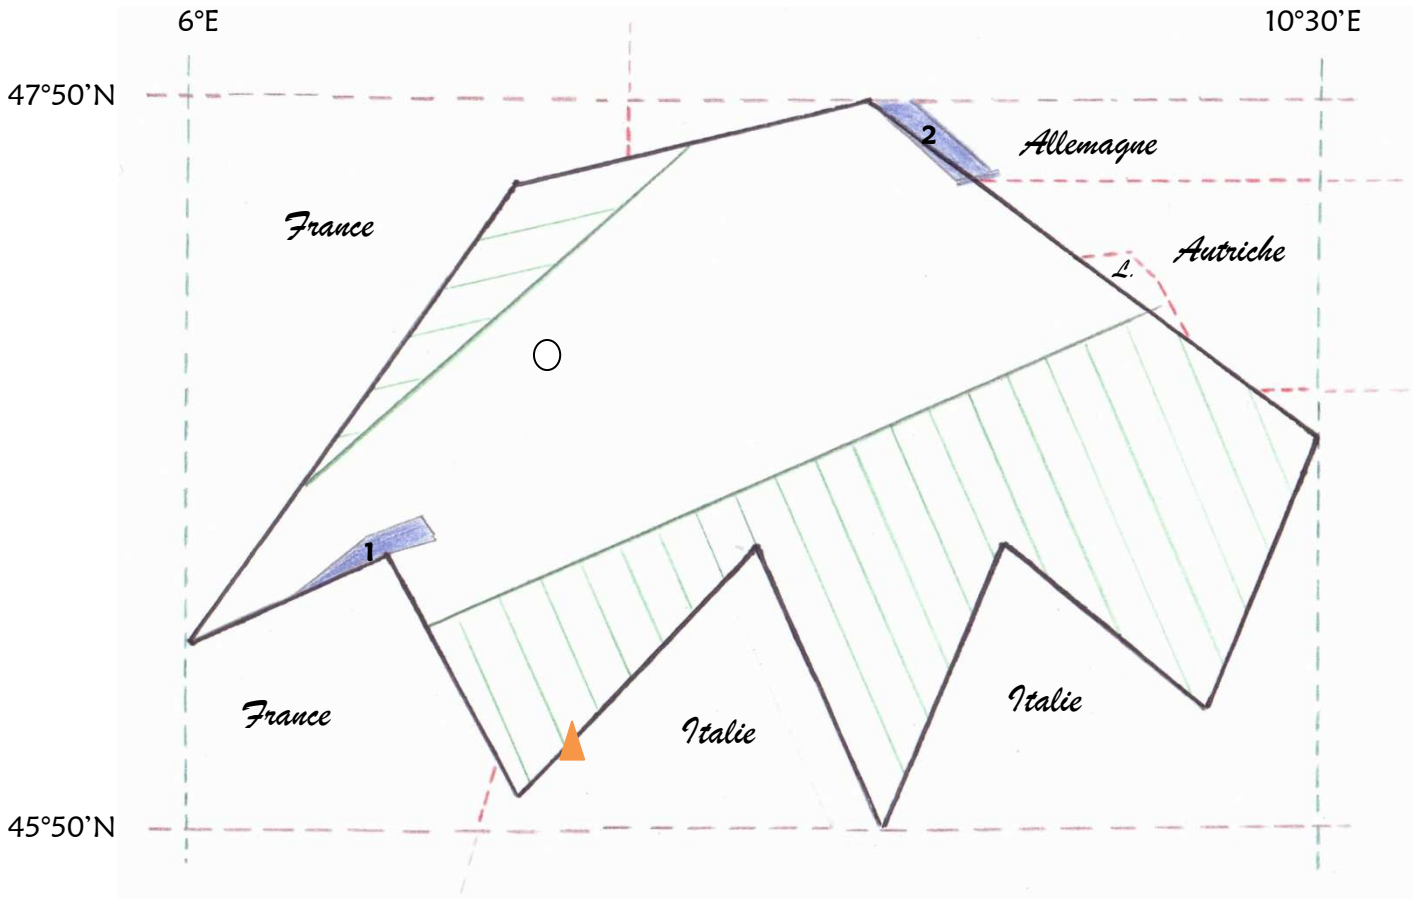 6°E
10°30'E
47°50'N
2
Allemagne
France
Autriche
L.
1
France
Italie
Italie
45°50'N